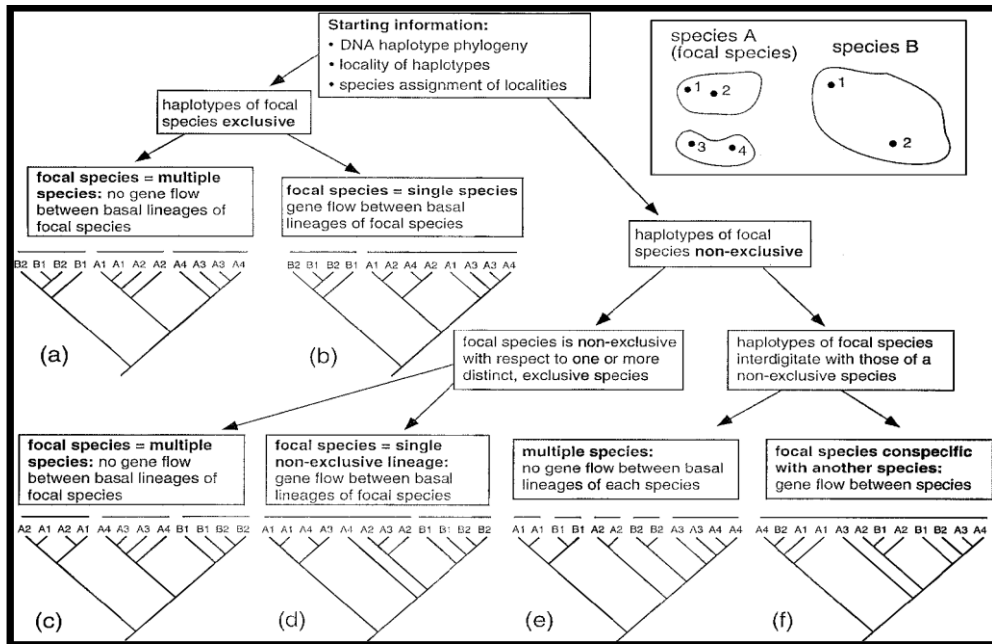 Starting information:
• DNA haplotype phylogeny
• locality of haplotypes
• species assignment of localities
species A
(focal species)
species B
1
2
3
4
1
2
haplotypes of focal
species exclusive
focal species = multiple
species: no gene flow
between basal lineages of
focal species
focal species = single species
gene flow between basal
lineages of focal species
haplotypes of focal
species non-exclusive
B2 B1 B2 B1 A1 A1 A2 A2 A4 A3 A3 A4
(a)
B2 B1 B2 B1 A1 A2 A4 A2 A1 A3 A3 A4
(b)
focal species is non-exclusive
with respect to one or more
distinct, exclusive species
haplotypes of focal species
interdigitate with those of a
non-exclusive species
focal species = multiple
species: no gene flow
between basal lineages of
focal species
focal species = single
non-exclusive lineage:
gene flow between basal
lineages of focal species
multiple species:
no gene flow between basal
lineages of each species
focal species conspecific
with another species:
gene flow between species
A2 A1 A2 A1 A4 A3 A3 A4 B1 B1 B2 B2
(c)
A1 A1 A4 A3 A4 A2 A3 A2 B1 B1 B2 B2
(d)
A1 A1 B1 B1 A2 A2 B2 B2 A3 A3 A4 A4
(e)
A4 B2 A1 A1 A3 A2 B1 A2 B1 B2 A3 A4
(f)